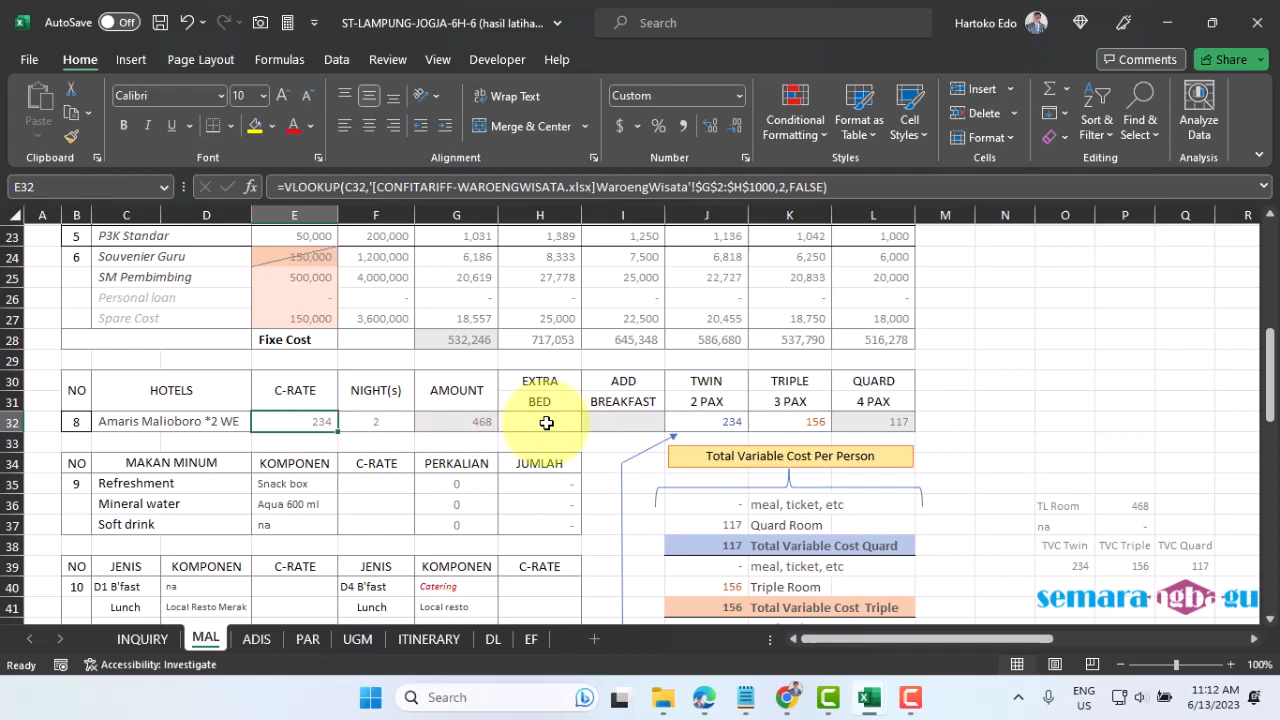 AutoSave Off ST-LAMPUNG-JOGJA-6H-6 (hasil latiha... Search Hartoko Edo
File Home Insert Page Layout Formulas Data Review View Developer Help Comments Share
Paste Calibri 10 Wrap Text Custom Conditional Formatting Format as Table Cell Styles Insert Sort & Filter Find & Select Analyze Data
B I U A Merge & Center $ % Delete
Format
Clipboard Font Alignment Number Styles Cells Editing Analysis
E32 fx =VLOOKUP(C32,'[CONFITARIFF-WAROENGWISATA.xlsx]WaroengWisata'!$G$2:$H$1000,2,FALSE)
A B C D E F G H I J K L M N O P Q R
23 5 P3K Standar 50,000 200,000 1,031 1,389 1,250 1,136 1,042 1,000
24 6 Souvenier Guru 150,000 1,200,000 6,186 8,333 7,500 6,818 6,250 6,000
25 SM Pembimbing 500,000 4,000,000 20,619 27,778 25,000 22,727 20,833 20,000
26 Personal loan - - - - - - - -
27 Spare Cost 150,000 3,600,000 18,557 25,000 22,500 20,455 18,750 18,000
28 Fixe Cost 532,246 717,053 645,348 586,680 537,790 516,278
29
30 NO HOTELS C-RATE NIGHT(s) AMOUNT EXTRA ADD TWIN TRIPLE QUARD
31 BED BREAKFAST 2 PAX 3 PAX 4 PAX
32 8 Amaris Malioboro *2 WE 234 2 468 234 156 117
33
34 NO MAKAN MINUM KOMPONEN C-RATE PERKALIAN JUMLAH Total Variable Cost Per Person
35 9 Refreshment Snack box 0 -
36 Mineral water Aqua 600 ml 0 - - meal, ticket, etc TL Room 468
37 Soft drink na 0 - 117 Quard Room na -
38 117 Total Variable Cost Quard TVC Twin TVC Triple TVC Quard
39 NO JENIS KOMPONEN C-RATE JENIS KOMPONEN C-RATE - meal, ticket, etc 234 156 117
40 10 D1 B'fast na D4 B'fast Catering 156 Triple Room
41 Lunch Local Resto Merak Lunch Local resto 156 Total Variable Cost Triple
semarangbagu
INQUIRY MAL ADIS PAR UGM ITINERARY DL EF
Ready Accessibility: Investigate 100%
Search ENG US 11:12 AM 6/13/2023